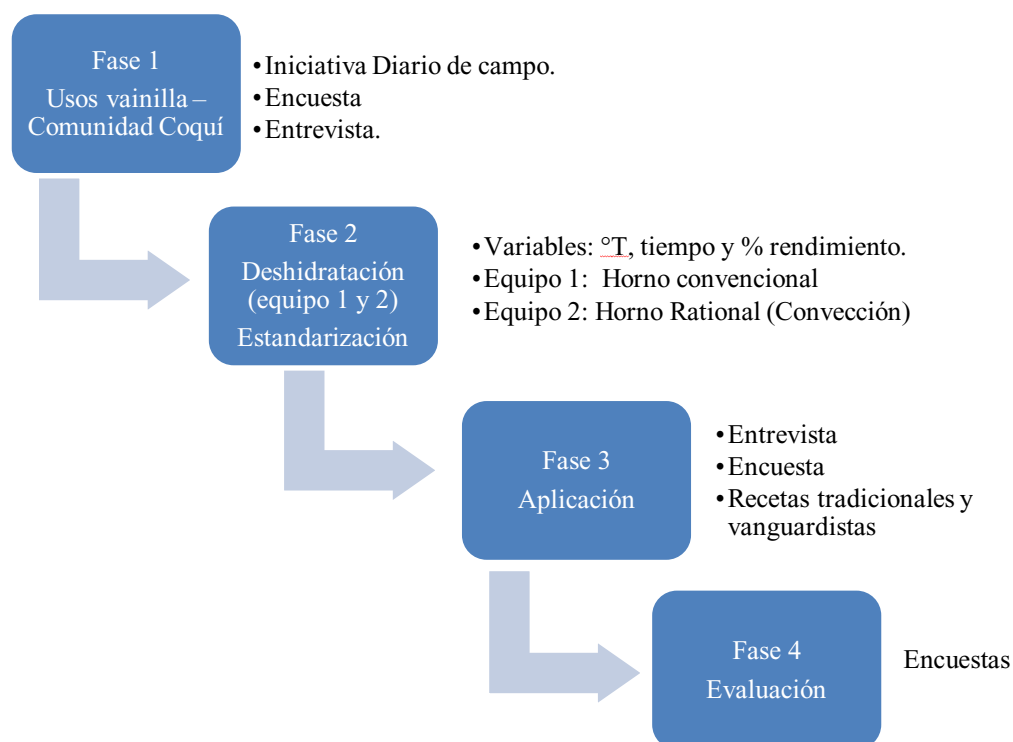 Fase 1
Usos vainilla –
Comunidad Coquí
•Iniciativa Diario de campo.
•Encuesta
•Entrevista.
Fase 2
Deshidratación
(equipo 1 y 2)
Estandarización
•Variables: °T, tiempo y % rendimiento.
•Equipo 1: Horno convencional
•Equipo 2: Horno Rational (Convección)
Fase 3
Aplicación
•Entrevista
•Encuesta
•Recetas tradicionales y
vanguardistas
Fase 4
Evaluación
Encuestas